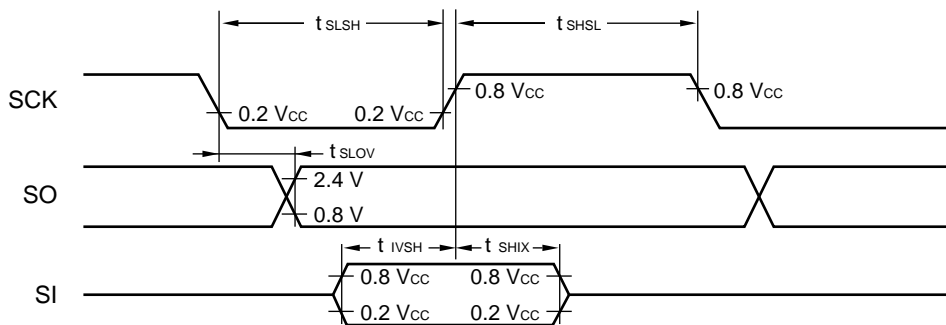 t SLSH t SHSL
SCK
0.8 VCC 0.8 VCC
0.2 VCC 0.2 VCC
t SLOV
SO
2.4 V
0.8 V
t IVSH t SHIX
SI
0.8 VCC 0.8 VCC
0.2 VCC 0.2 VCC